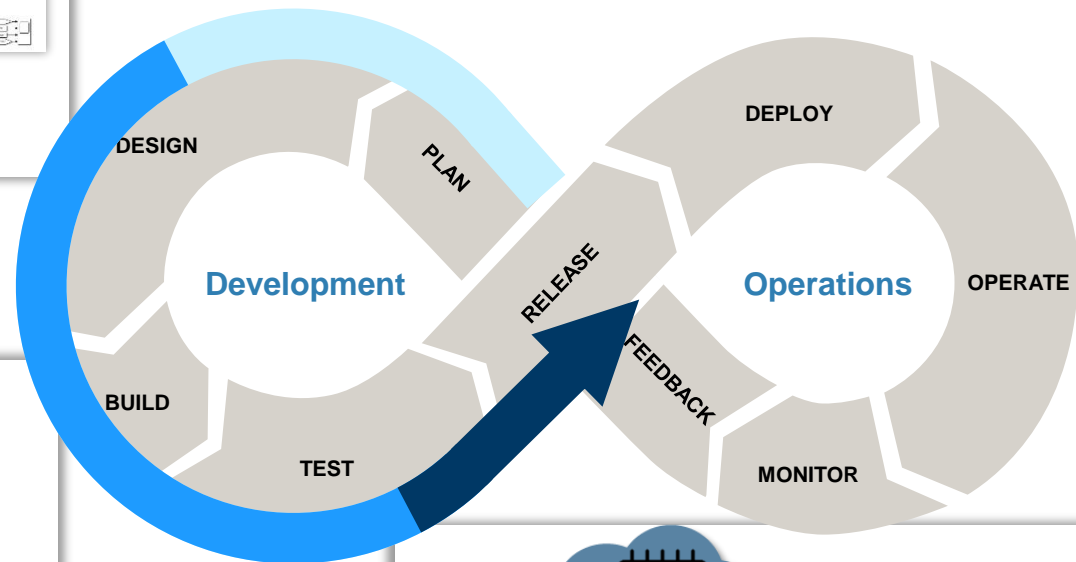 DESIGN
PLAN
DEPLOY
Development
RELEASE
Operations
OPERATE
FEEDBACK
BUILD
TEST
MONITOR